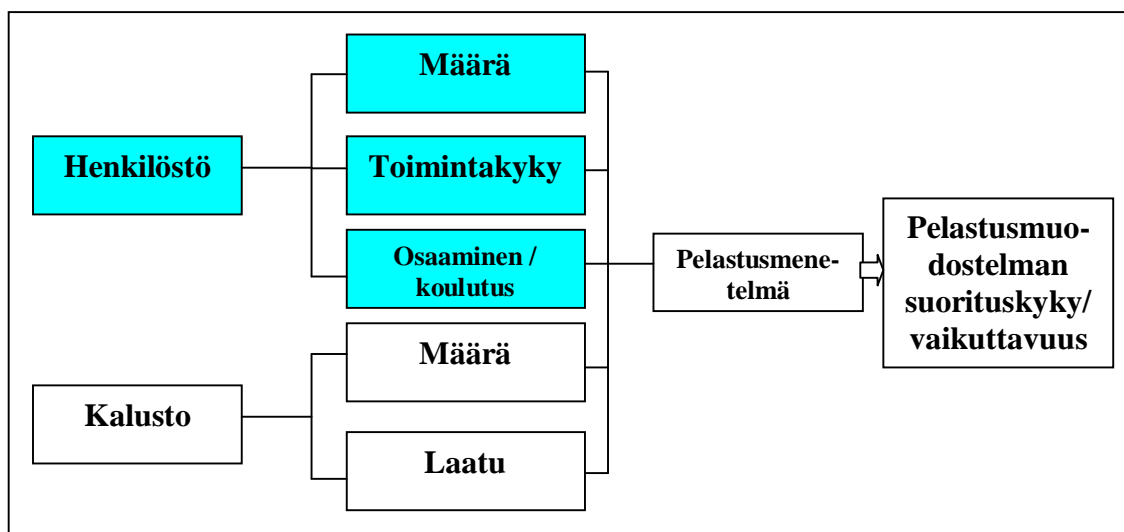 Henkilöstö
Määrä
Toimintakyky
Osaaminen /
koulutus
Kalusto
Määrä
Laatu
Pelastusmene-
telmä
Pelastusmuo-
dostelman
suorituskyky/
vaikuttavuus